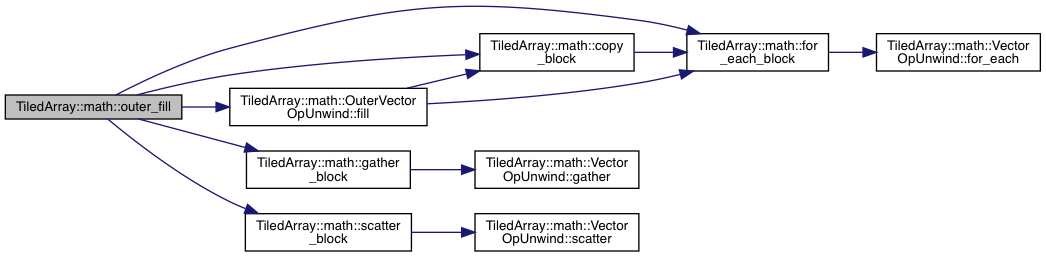 TiledArray::math::outer_fill
TiledArray::math::OuterVector
OpUnwind::fill
TiledArray::math::copy
_block
TiledArray::math::for
_each_block
TiledArray::math::Vector
OpUnwind::for_each
TiledArray::math::gather
_block
TiledArray::math::Vector
OpUnwind::gather
TiledArray::math::scatter
_block
TiledArray::math::Vector
OpUnwind::scatter